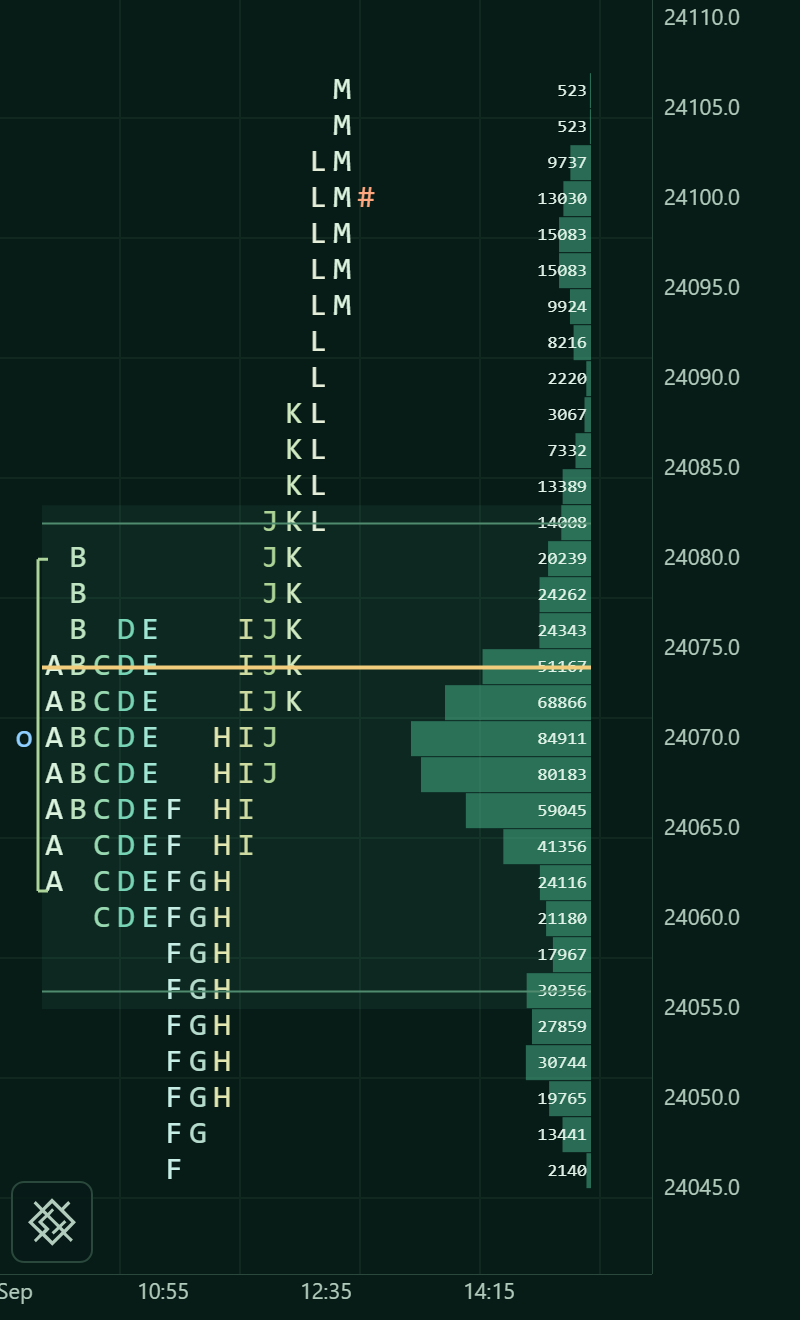 24110.0
M 523
24105.0
M 523
L M 9737
L M # 13030 24100.0
L M 15083
L M 15083
24095.0
L M 9924
L 8216
L 2220 24090.0
K L 3067
K L 7332
24085.0
K L 13389
J K L 14008
B J K 20239 24080.0
B J K 24262
B D E I J K 24343
24075.0
A B C D E I J K 51167
A B C D E I J K 68866
o A B C D E H I J 84911 24070.0
A B C D E H I J 80183
A B C D E F H I 59045
24065.0
A C D E F H I 41356
A C D E F G H 24116
C D E F G H 21180 24060.0
F G H 17967
F G H 30356
24055.0
F G H 27859
F G H 30744
F G H 19765 24050.0
F G 13441
F 2140
24045.0
Sep 10:55 12:35 14:15